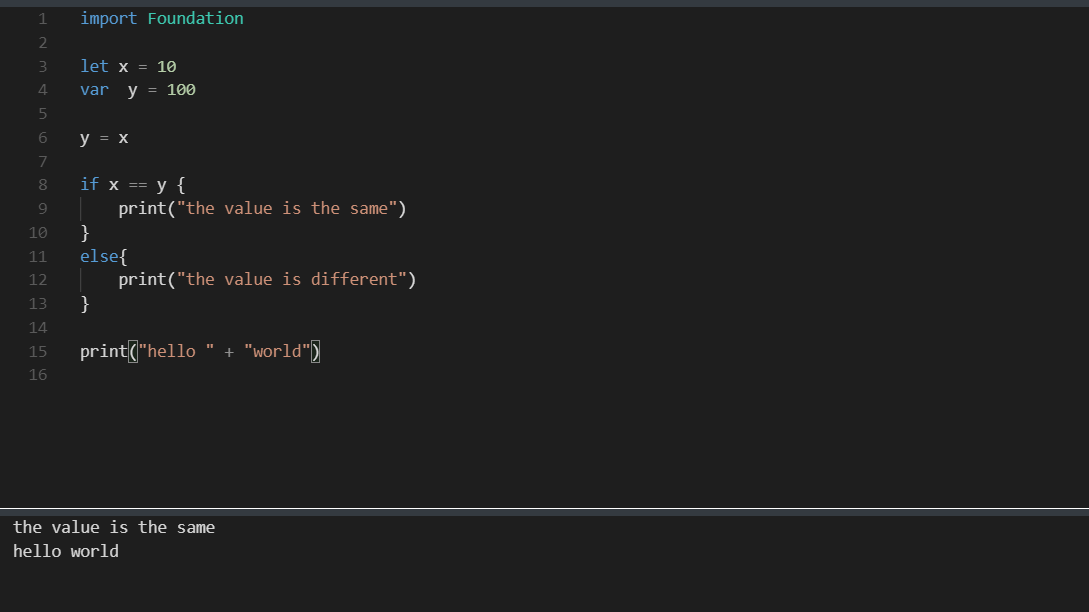 1 import Foundation
2
3 let x = 10
4 var  y = 100
5
6 y = x
7
8 if x == y {
9     print("the value is the same")
10 }
11 else{
12     print("the value is different")
13 }
14
15 print("hello " + "world")
16
the value is the same
hello world